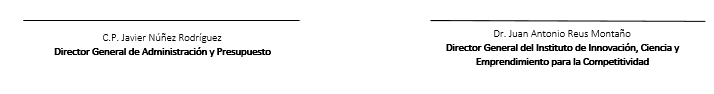 C.P. Javier Núñez Rodríguez
Director General de Administración y Presupuesto
Dr. Juan Antonio Reus Montaño
Director General del Instituto de Innovación, Ciencia y
Emprendimiento para la Competitividad